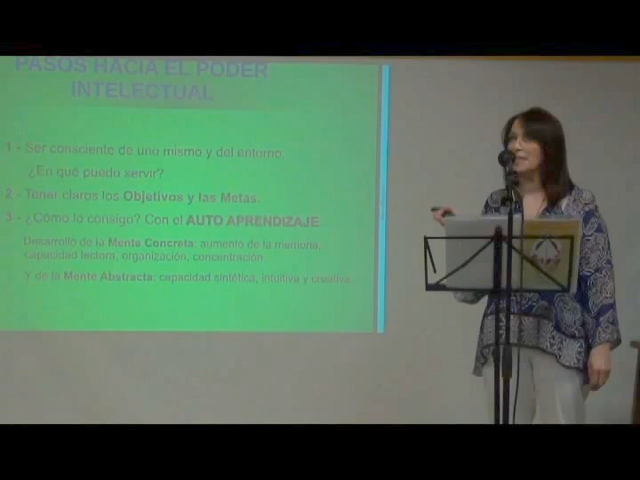 PASOS HACIA EL PODER
INTELECTUAL
1 - Ser consciente de uno mismo y del entorno.
¿En qué puedo servir?
2 - Tener claros los Objetivos y las Metas.
3 - ¿Cómo lo consigo? Con el AUTO APRENDIZAJE
Desarrollo de la Mente Concreta: aumento de la memoria,
capacidad lectora, organización, concentración.
Y de la Mente Abstracta: capacidad sintética, intuitiva y creativa.